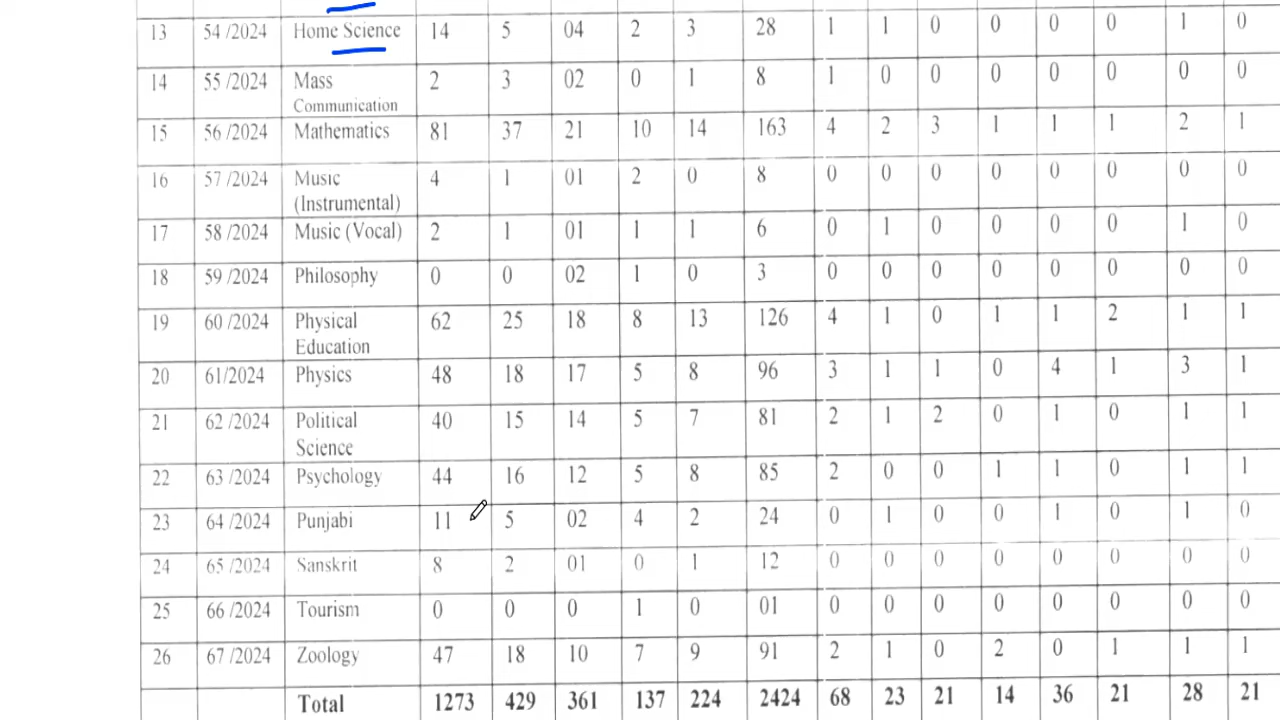 13 54 /2024 Home Science 14 5 04 2 3 28 1 1 0 0 0 0 1 0
14 55 /2024 Mass 2 3 02 0 1 8 1 0 0 0 0 0 0 0
Communication
15 56 /2024 Mathematics 81 37 21 10 14 163 4 2 3 1 1 1 2 1
16 57 /2024 Music 4 1 01 2 0 8 0 0 0 0 0 0 0 0
(Instrumental)
17 58 /2024 Music (Vocal) 2 1 01 1 1 6 0 1 0 0 0 0 1 0
18 59 /2024 Philosophy 0 0 02 1 0 3 0 0 0 0 0 0 0 0
19 60 /2024 Physical 62 25 18 8 13 126 4 1 0 1 1 2 1 1
Education
20 61/2024 Physics 48 18 17 5 8 96 3 1 1 0 4 1 3 1
21 62 /2024 Political 40 15 14 5 7 81 2 1 2 0 1 0 1 1
Science
22 63 /2024 Psychology 44 16 12 5 8 85 2 0 0 1 1 0 1 1
23 64 /2024 Punjabi 11 5 02 4 2 24 0 1 0 0 1 0 1 0
24 65 /2024 Sanskrit 8 2 01 0 1 12 0 0 0 0 0 0 0 0
25 66 /2024 Tourism 0 0 0 1 0 01 0 0 0 0 0 0 0 0
26 67 /2024 Zoology 47 18 10 7 9 91 2 1 0 2 0 1 1 1
Total 1273 429 361 137 224 2424 68 23 21 14 36 21 28 21